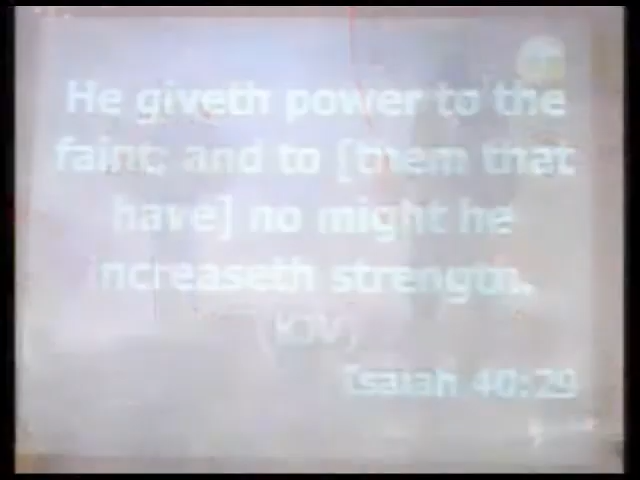 He giveth power to the
faint; and to [them that
have] no might he
increaseth strength.
(KJV)
Isaiah 40:29